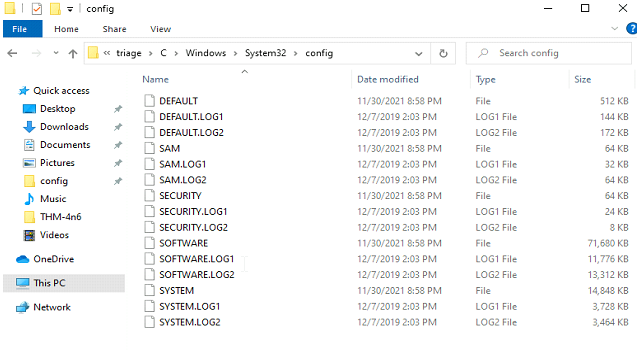 config
File Home Share View
« triage > C > Windows > System32 > config
Search config
Name Date modified Type Size
Quick access
Desktop
Downloads
Documents
Pictures
config
Music
THM-4n6
Videos
OneDrive
This PC
Network
DEFAULT 11/30/2021 8:58 PM File 512 KB
DEFAULT.LOG1 12/7/2019 2:03 PM LOG1 File 144 KB
DEFAULT.LOG2 12/7/2019 2:03 PM LOG2 File 172 KB
SAM 11/30/2021 8:58 PM File 64 KB
SAM.LOG1 12/7/2019 2:03 PM LOG1 File 32 KB
SAM.LOG2 12/7/2019 2:03 PM LOG2 File 64 KB
SECURITY 11/30/2021 8:58 PM File 64 KB
SECURITY.LOG1 12/7/2019 2:03 PM LOG1 File 24 KB
SECURITY.LOG2 12/7/2019 2:03 PM LOG2 File 8 KB
SOFTWARE 11/30/2021 8:58 PM File 71,680 KB
SOFTWARE.LOG1 12/7/2019 2:03 PM LOG1 File 11,776 KB
SOFTWARE.LOG2 12/7/2019 2:03 PM LOG2 File 13,312 KB
SYSTEM 11/30/2021 8:58 PM File 14,848 KB
SYSTEM.LOG1 12/7/2019 2:03 PM LOG1 File 3,728 KB
SYSTEM.LOG2 12/7/2019 2:03 PM LOG2 File 3,464 KB